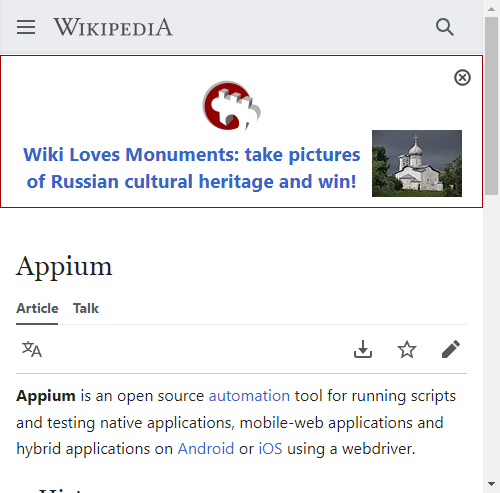 WIKIPEDIA
Wiki Loves Monuments: take pictures
of Russian cultural heritage and win!
Appium
Article Talk
Appium is an open source automation tool for running scripts
and testing native applications, mobile-web applications and
hybrid applications on Android or iOS using a webdriver.